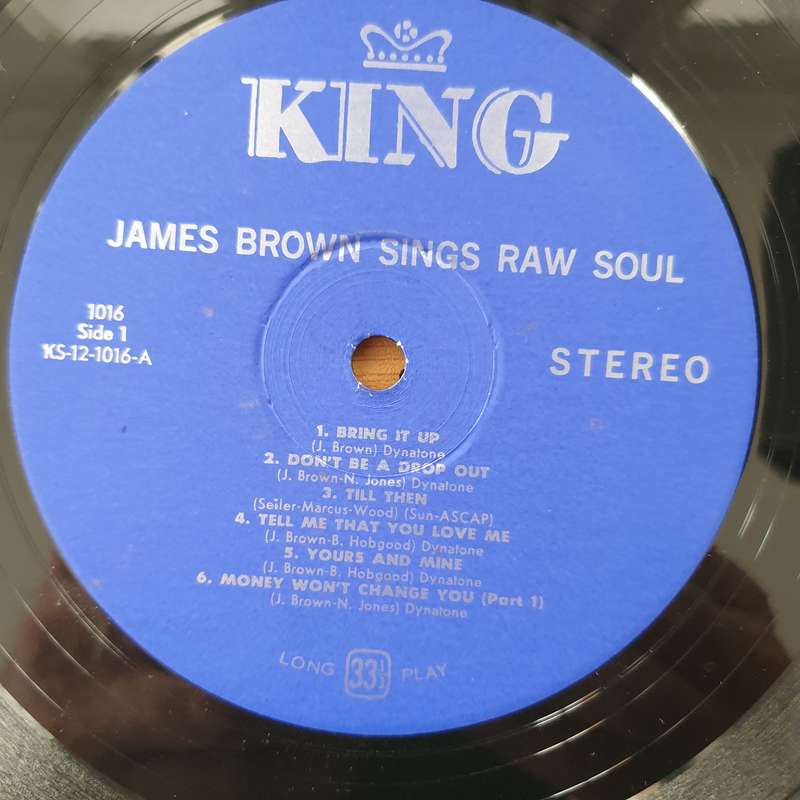 KING
JAMES BROWN SINGS RAW SOUL
1016
Side 1
KS-12-1016-A
STEREO
1. BRING IT UP
(J. Brown) Dynatone
2. DON'T BE A DROP OUT
(J. Brown-N. Jones) Dynatone
3. TILL THEN
(Seiler-Marcus-Wood) (Sun-ASCAP)
4. TELL ME THAT YOU LOVE ME
(J. Brown-B. Hobgood) Dynatone
5. YOURS AND MINE
(J. Brown-B. Hobgood) Dynatone
6. MONEY WON'T CHANGE YOU (Part 1)
(J. Brown-N. Jones) Dynatone
LONG 33 1/3 PLAY